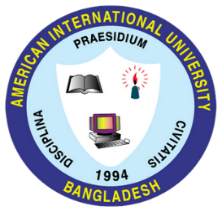 AMERICAN INTERNATIONAL UNIVERSITY
PRAESIDIUM
DISCIPLINA
CIVITATIS
1994
BANGLADESH